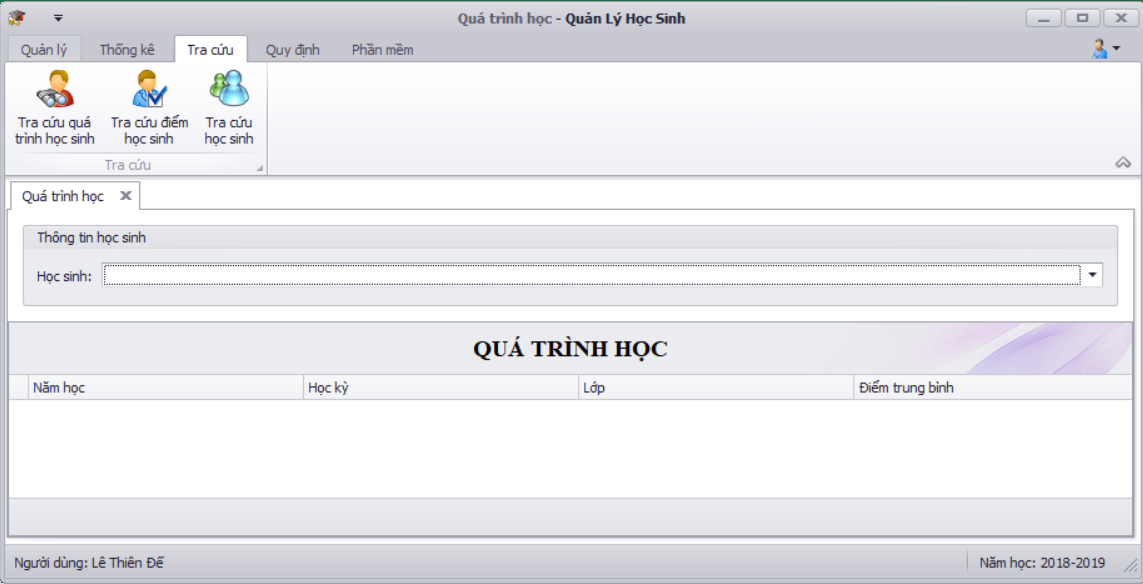 Quá trình học - Quản Lý Học Sinh
Quản lý Thống kê Tra cứu Quy định Phần mềm
Tra cứu quá trình học sinh
Tra cứu điểm học sinh
Tra cứu học sinh
Tra cứu
Quá trình học
Thông tin học sinh
Học sinh:
QUÁ TRÌNH HỌC
Năm học Học kỳ Lớp Điểm trung bình
Người dùng: Lê Thiên Đế Năm học: 2018-2019